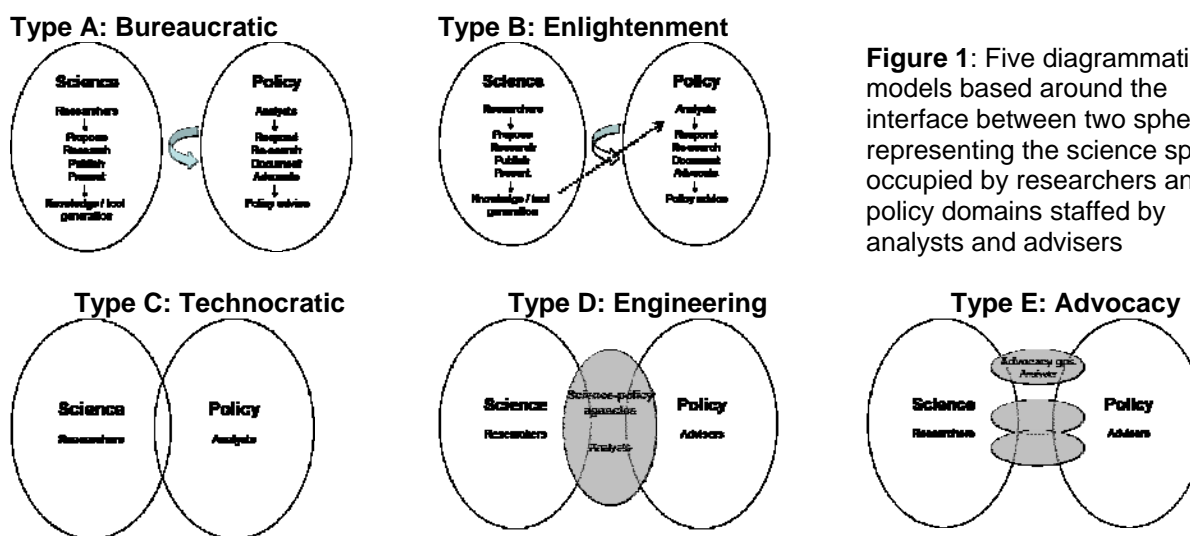 Type A: Bureaucratic
Science
Researchers
Propose
Research
Publish
Present
Knowledge / tool
generation
Policy
Analysts
Respond
Re-search
Document
Advocate
Policy advice
Type B: Enlightenment
Science
Researchers
Propose
Research
Publish
Present
Knowledge / tool
generation
Policy
Analysts
Respond
Re-search
Document
Advocate
Policy advice
Figure 1: Five diagrammati
models based around the
interface between two sphe
representing the science sp
occupied by researchers an
policy domains staffed by
analysts and advisers
Type C: Technocratic
Science
Researchers
Policy
Analysts
Type D: Engineering
Science
Researchers
Science-policy
agencies
Analysts
Policy
Advisers
Type E: Advocacy
Science
Researchers
Advocacy gps
Policy
Advisers